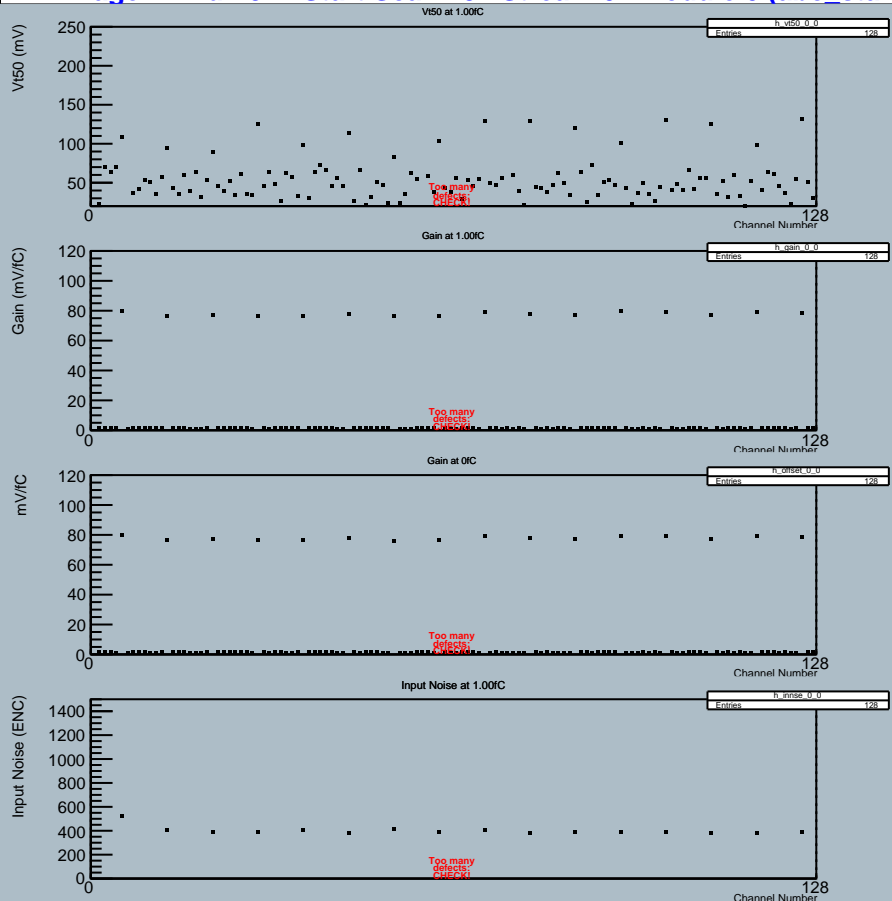 Vt50 at 1.00fC
h_vt50_0_0
Entries 128
Vt50 (mV)
250
200
150
100
50
Too many
defects:
CHECK!
0
128
Channel Number
Gain at 1.00fC
h_gain_0_0
Entries 128
Gain (mV/fC)
120
100
80
60
40
20
0
Too many
defects:
CHECK!
0
128
Channel Number
Gain at 0fC
h_offset_0_0
Entries 128
mV/fC
120
100
80
60
40
20
0
Too many
defects:
CHECK!
0
128
Channel Number
Input Noise at 1.00fC
h_innse_0_0
Entries 128
Input Noise (ENC)
1400
1200
1000
800
600
400
200
0
Too many
defects:
CHECK!
0
128
Channel Number